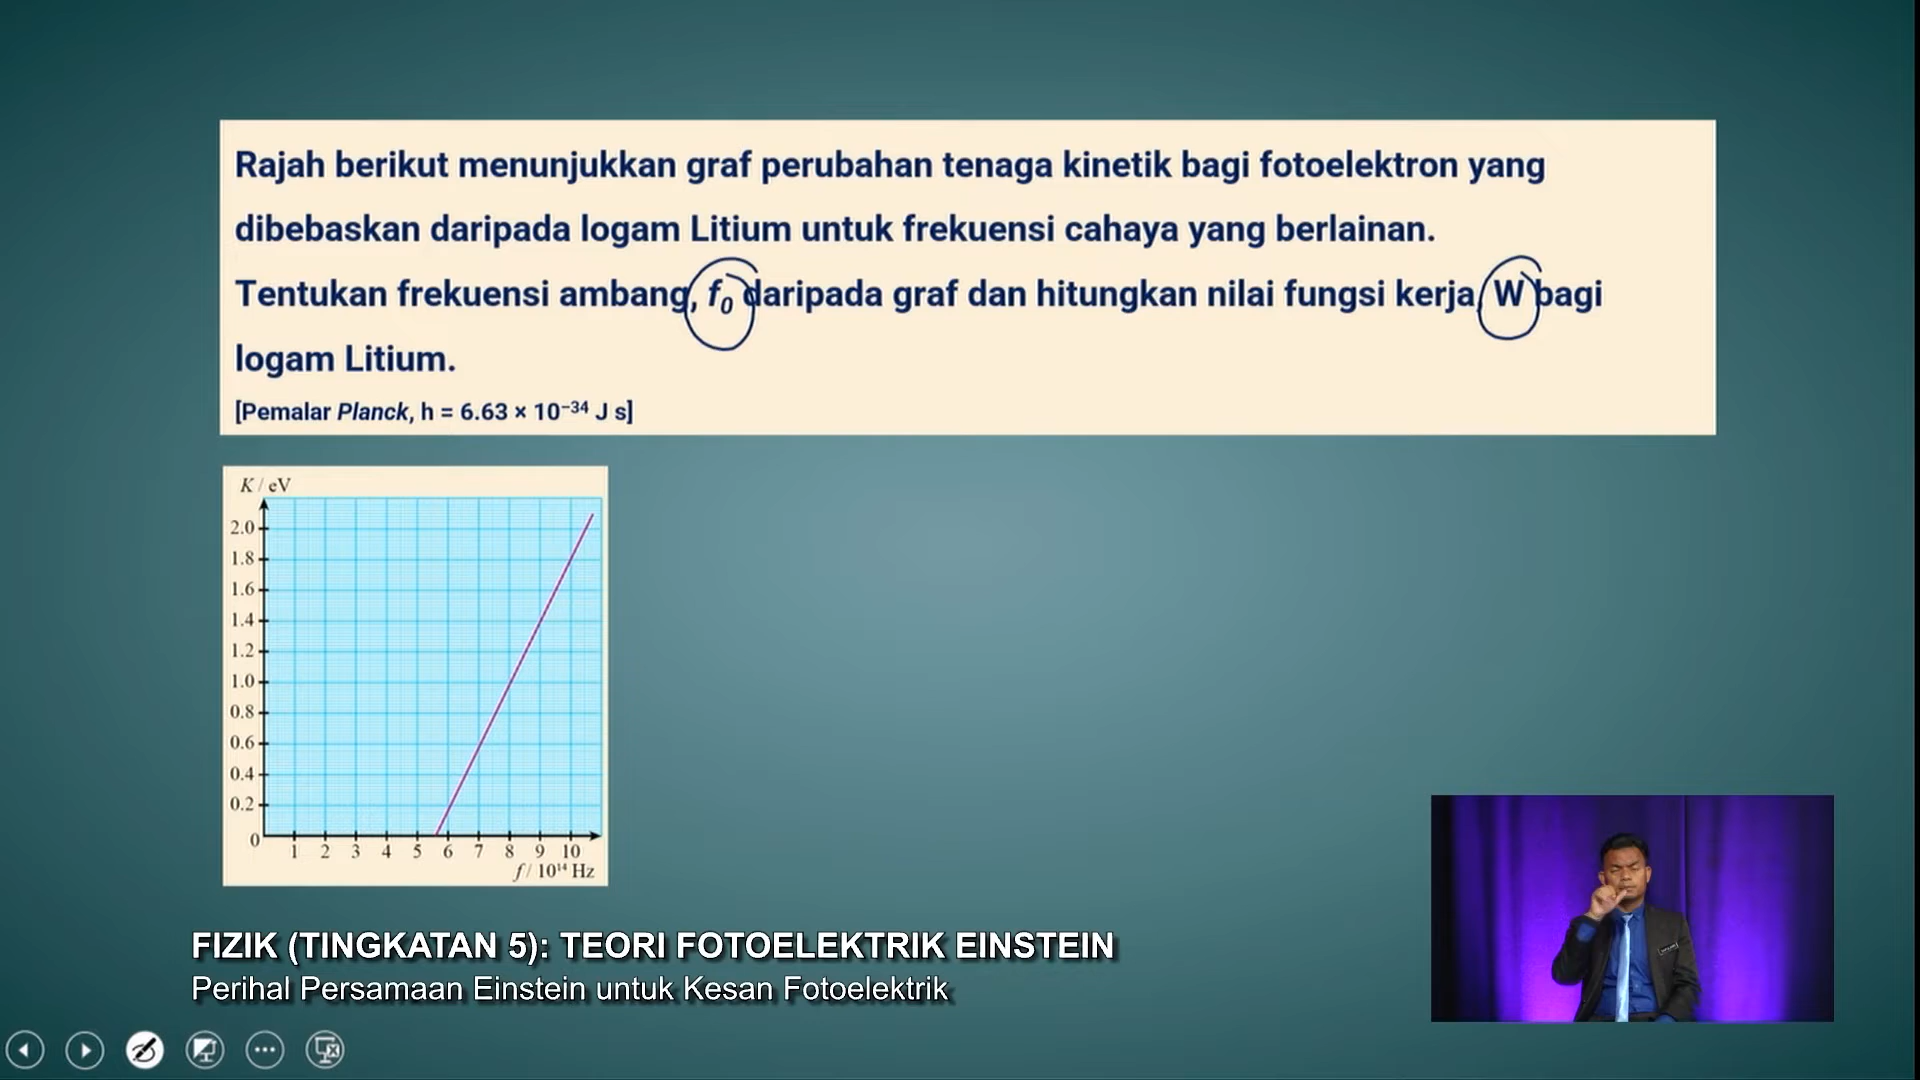 Rajah berikut menunjukkan graf perubahan tenaga kinetik bagi fotoelektron yang
dibebaskan daripada logam Litium untuk frekuensi cahaya yang berlainan.
Tentukan frekuensi ambang, f₀ daripada graf dan hitungkan nilai fungsi kerja, W bagi
logam Litium.
[Pemalar Planck, h = 6.63 × 10⁻³⁴ J s]
K / eV
2.0
1.8
1.6
1.4
1.2
1.0
0.8
0.6
0.4
0.2
0
1 2 3 4 5 6 7 8 9 10
f / 10¹⁴ Hz
FIZIK (TINGKATAN 5): TEORI FOTOELEKTRIK EINSTEIN
Perihal Persamaan Einstein untuk Kesan Fotoelektrik